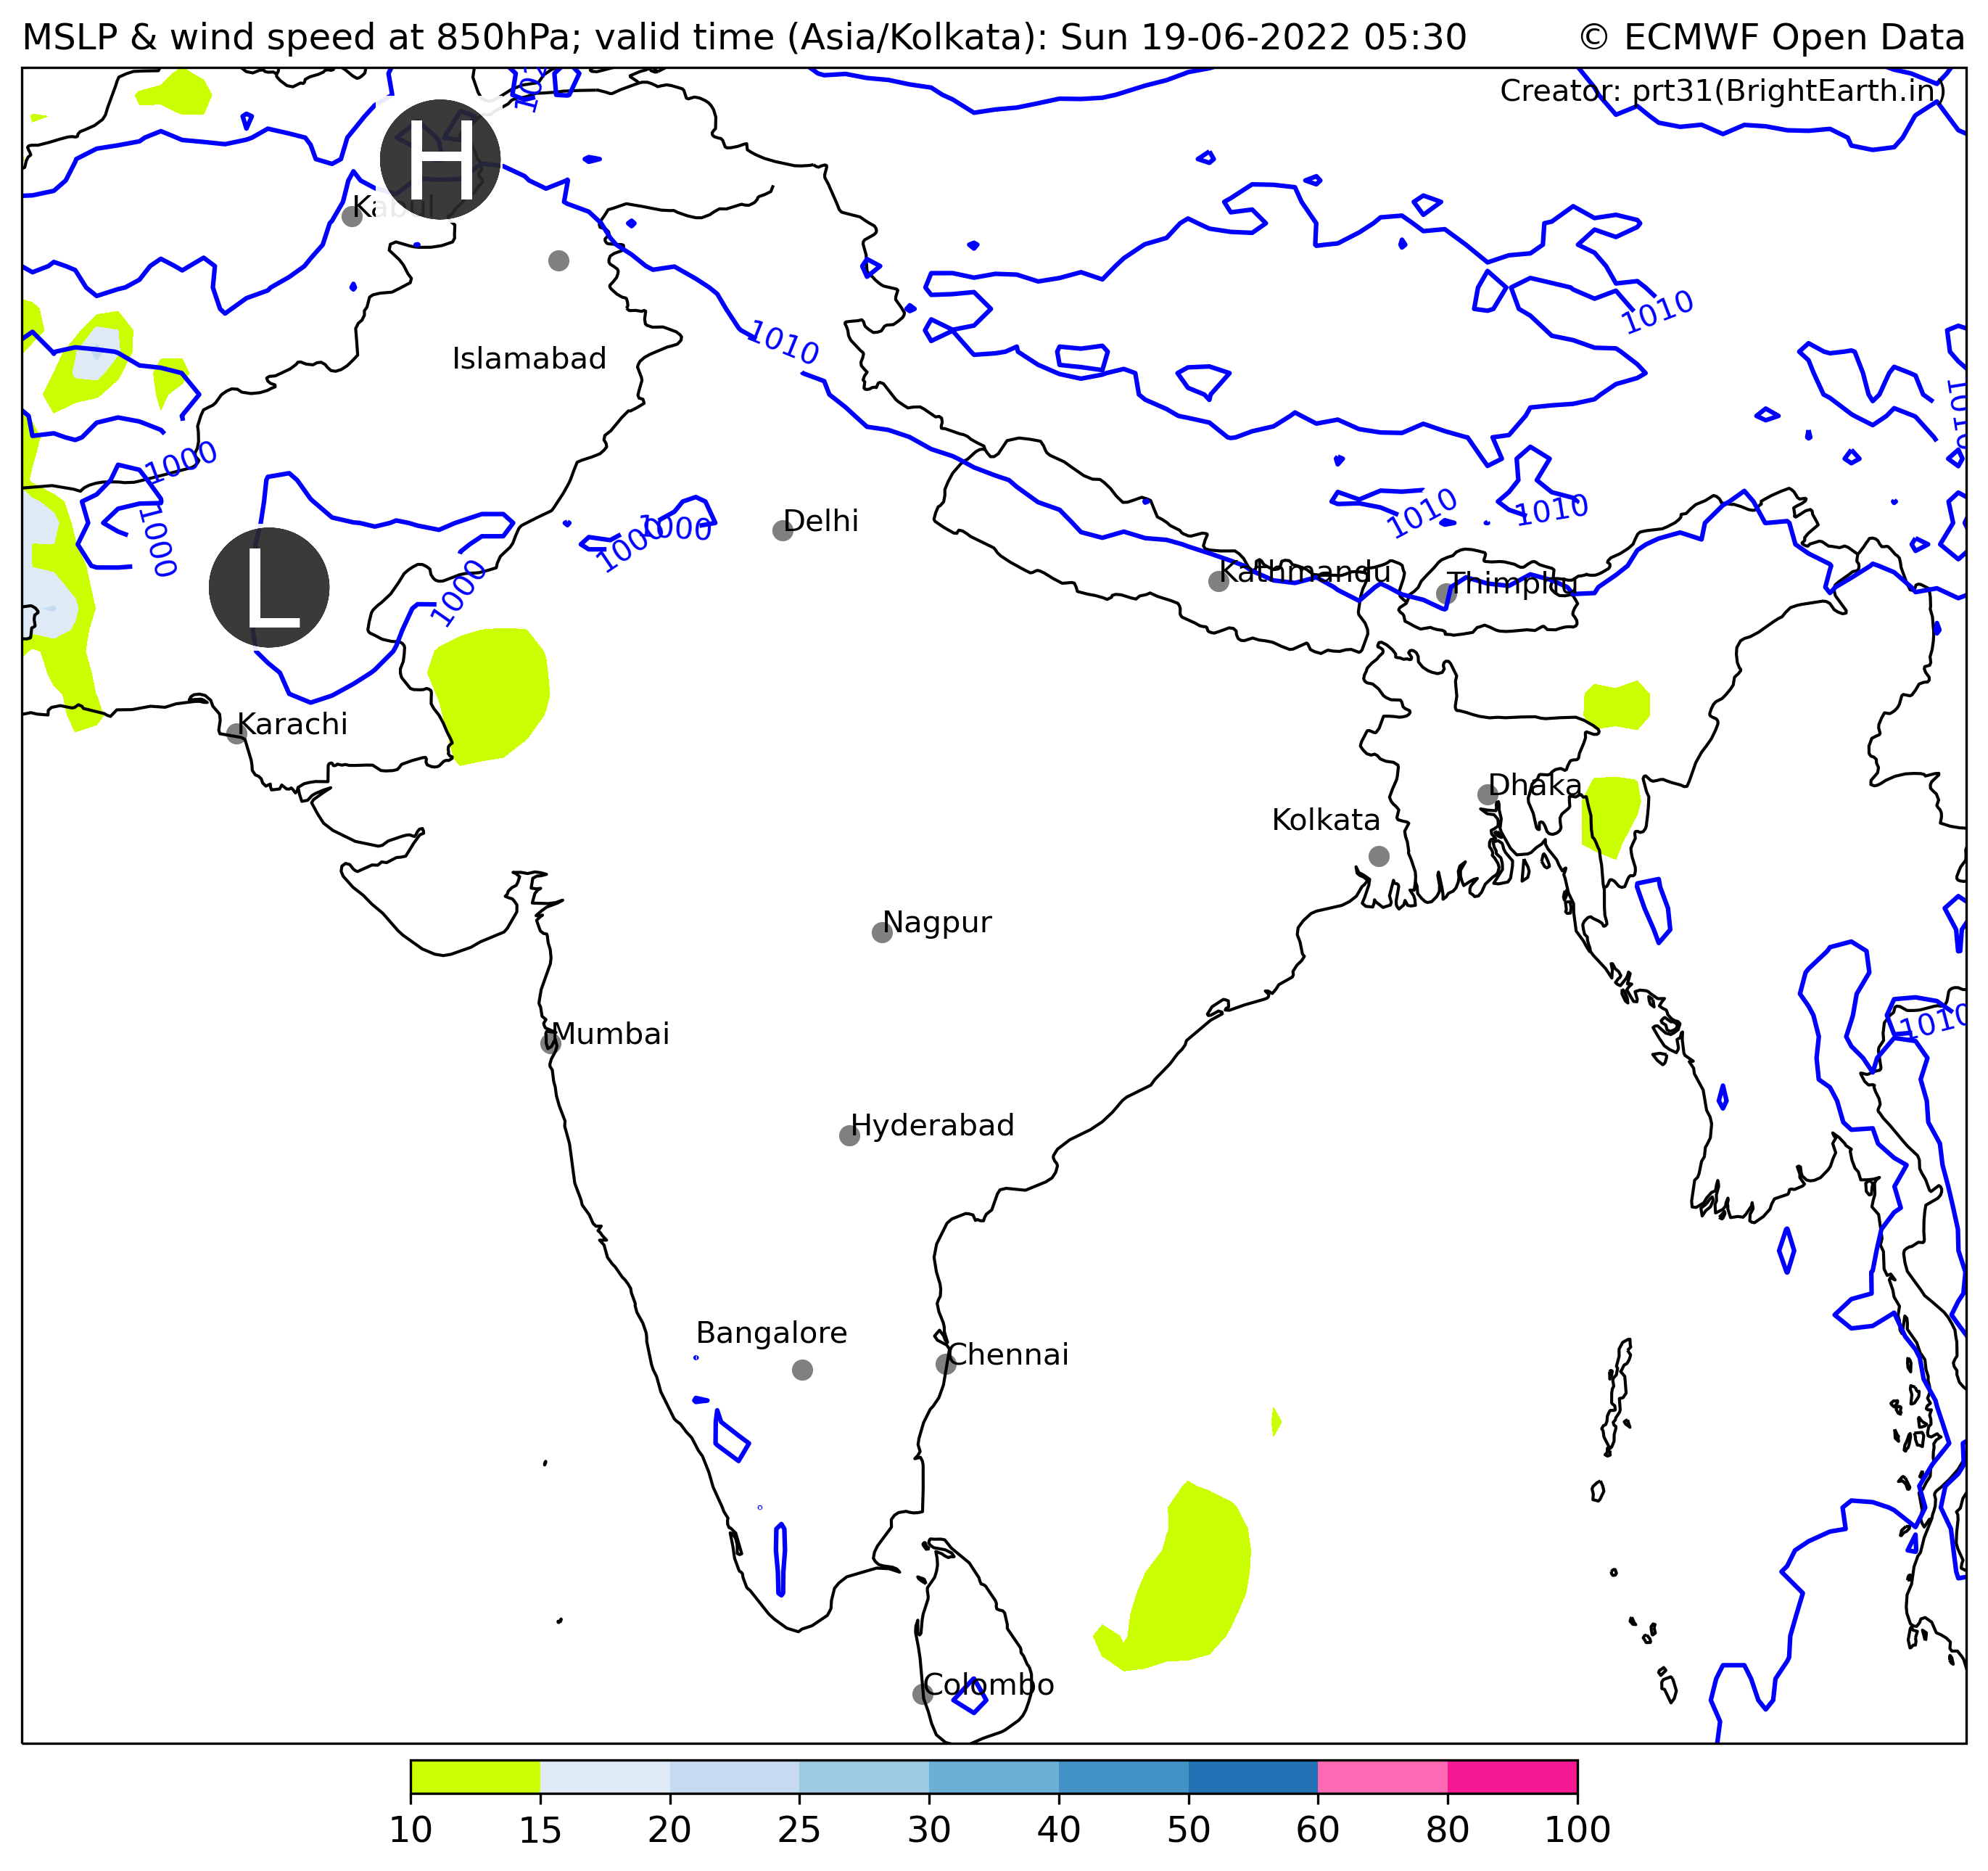 MSLP & wind speed at 850hPa; valid time (Asia/Kolkata): Sun 19-06-2022 05:30
© ECMWF Open Data
Creator: prt31(BrightEarth.in)
H
Kabul
1010
1010
Islamabad
1010
1000
1000
L
1000
1000
1000
Delhi
1010
1010
Kathmandu
Thimphu
Karachi
Dhaka
Kolkata
Nagpur
1010
Mumbai
Hyderabad
Bangalore
Chennai
Colombo
10 15 20 25 30 40 50 60 80 100